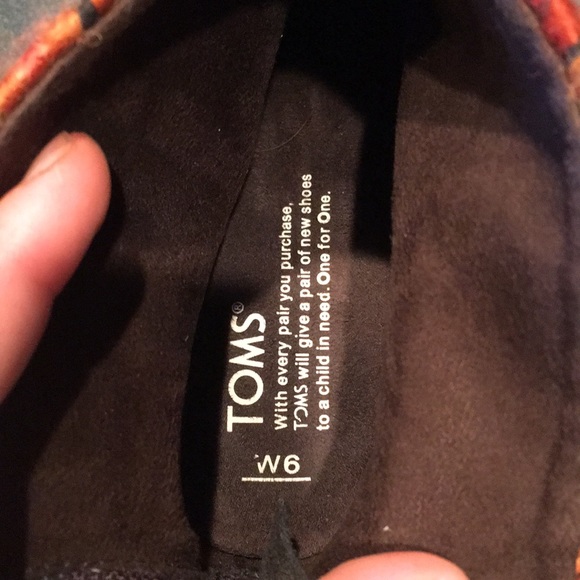 TOMS®
With every pair you purchase,
TOMS will give a pair of new shoes
to a child in need. One for One.
W6